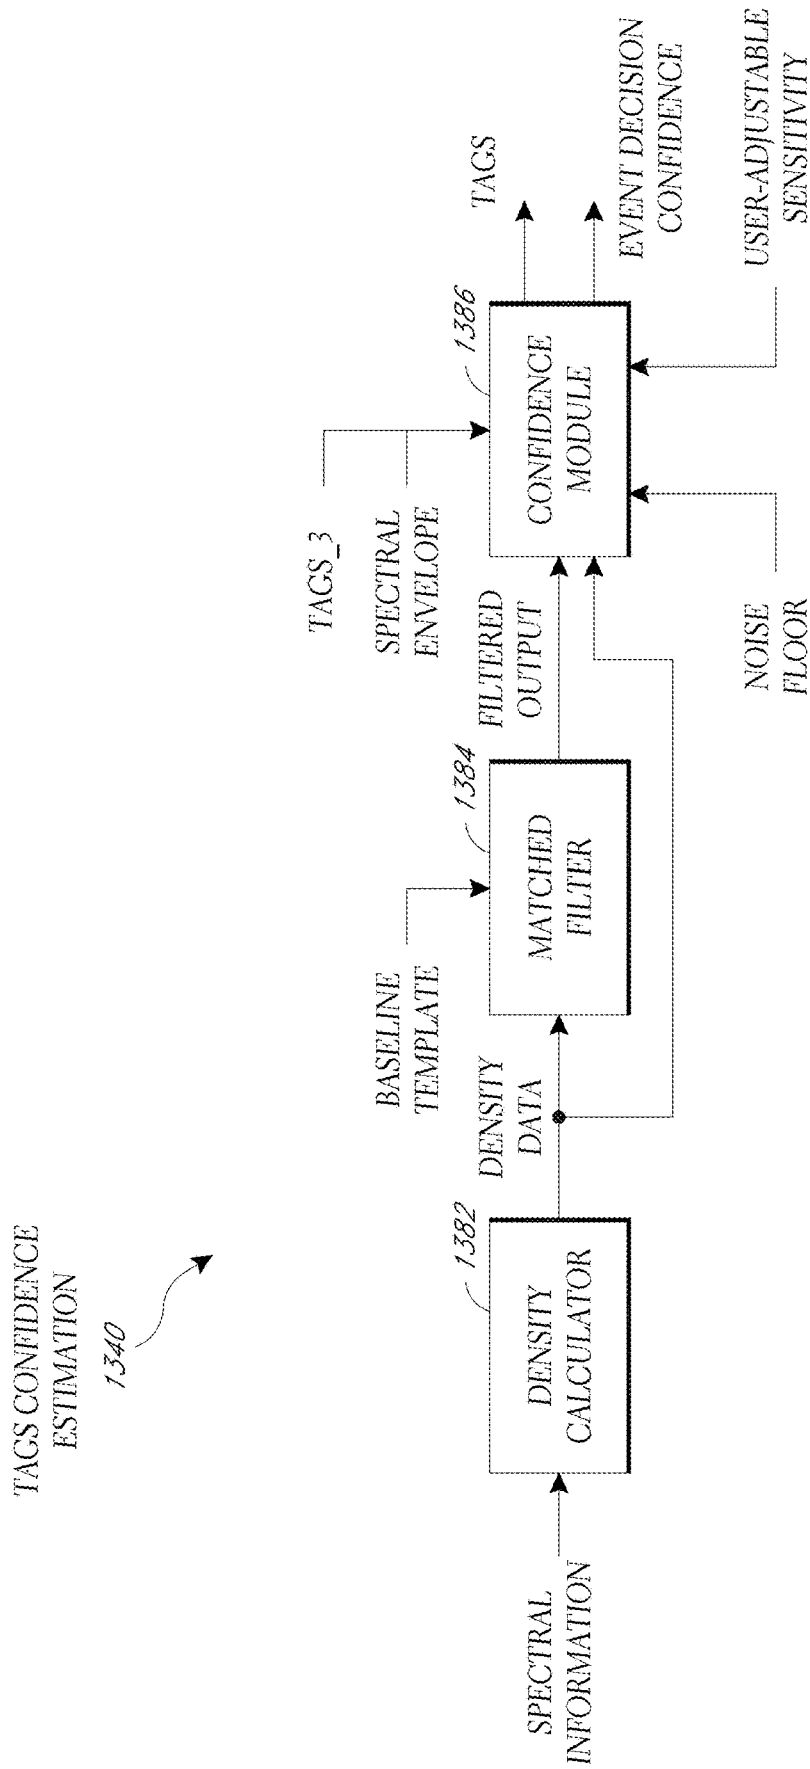 TAGS CONFIDENCE
ESTIMATION
1340
SPECTRAL
INFORMATION
1382
DENSITY
CALCULATOR
DENSITY
DATA
BASELINE
TEMPLATE
1384
MATCHED
FILTER
FILTERED
OUTPUT
TAGS_3
SPECTRAL
ENVELOPE
1386
CONFIDENCE
MODULE
NOISE
FLOOR
TAGS
EVENT DECISION
CONFIDENCE
USER-ADJUSTABLE
SENSITIVITY